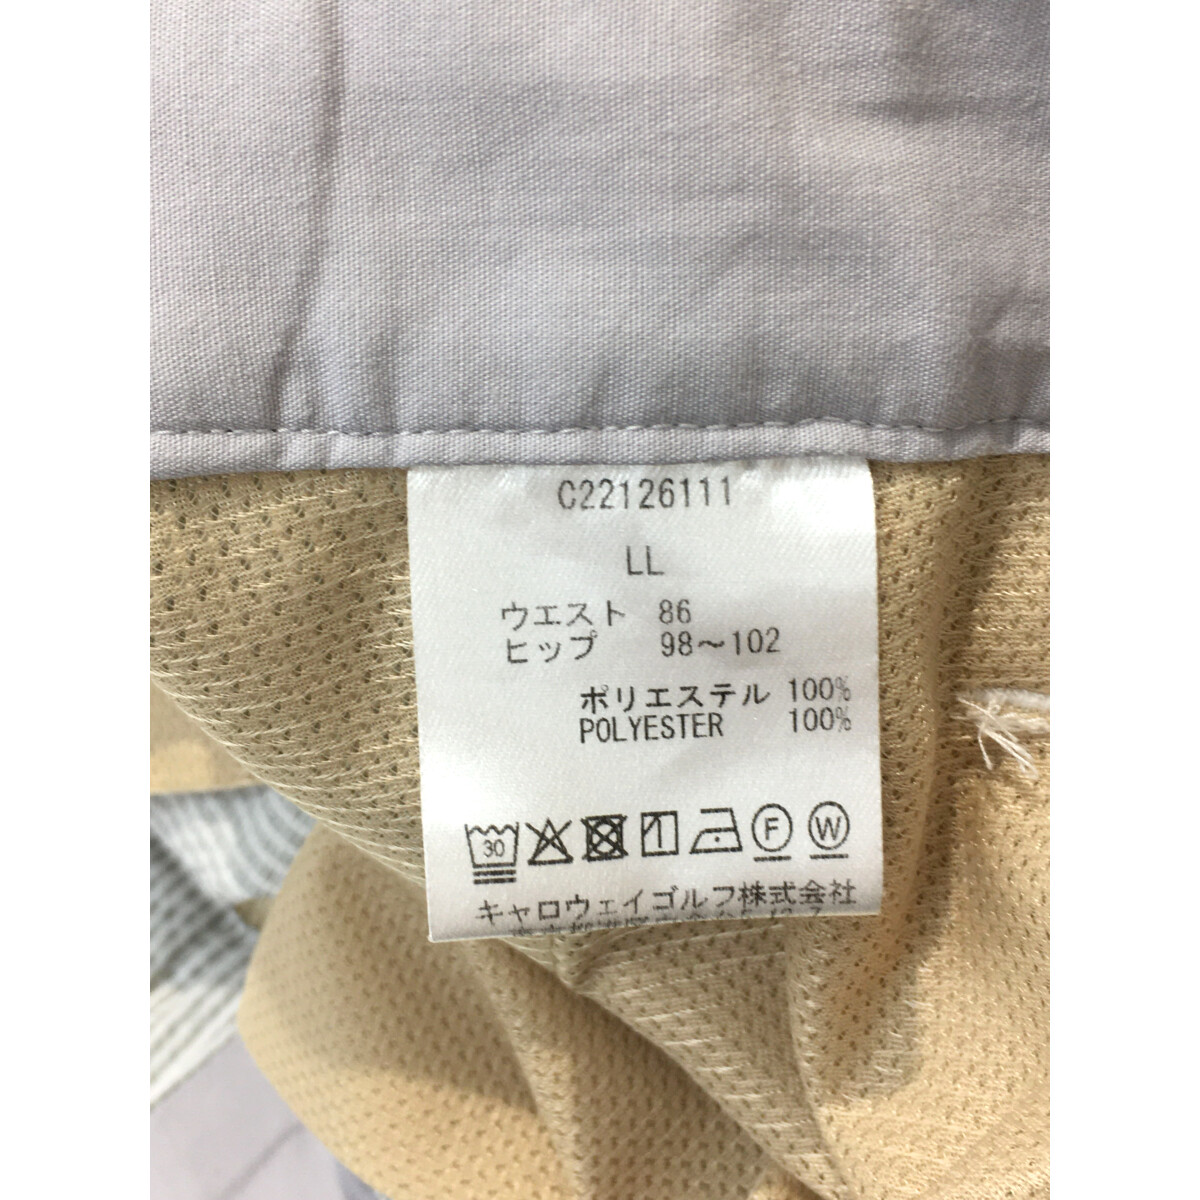 C22126111
LL
ウエスト 86
ヒップ 98～102
ポリエステル 100%
POLYESTER 100%
30 F W
キャロウェイゴルフ株式会社